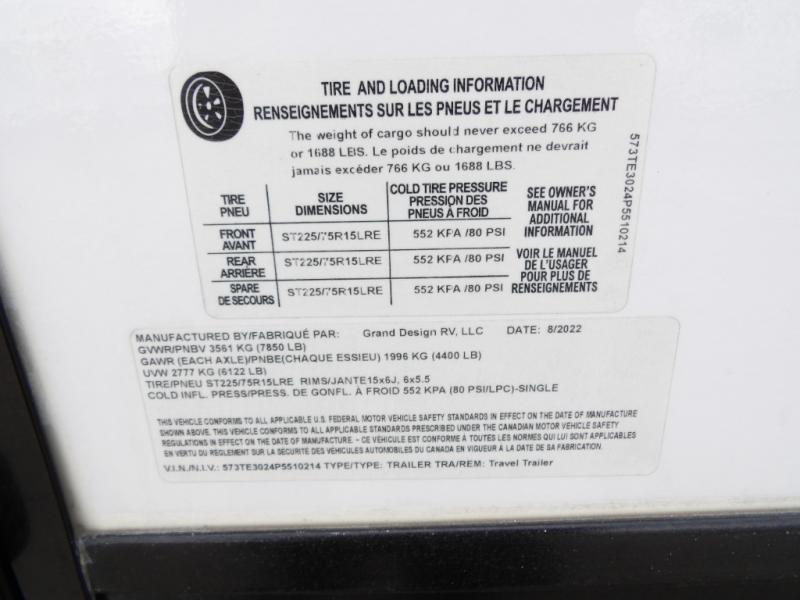 TIRE AND LOADING INFORMATION
RENSEIGNEMENTS SUR LES PNEUS ET LE CHARGEMENT
The weight of cargo should never exceed 766 KG
or 1688 LBS. Le poids de chargement ne devrait
jamais excéder 766 KG ou 1688 LBS.
TIRE PNEU
SIZE DIMENSIONS
COLD TIRE PRESSURE PRESSION DES PNEUS À FROID
FRONT AVANT ST225/75R15LRE 552 KPA /80 PSI
REAR ARRIÈRE ST225/75R15LRE 552 KPA /80 PSI
SPARE DE SECOURS ST225/75R15LRE 552 KPA /80 PSI
SEE OWNER'S
MANUAL FOR
ADDITIONAL
INFORMATION
VOIR LE MANUEL
DE L'USAGER
POUR PLUS DE
RENSEIGNEMENTS
573TE3024P5510214
MANUFACTURED BY/FABRIQUÉ PAR: Grand Design RV, LLC DATE: 8/2022
GVWR/PNBV 3561 KG (7850 LB)
GAWR (EACH AXLE)/PNBE(CHAQUE ESSIEU) 1996 KG (4400 LB)
UVW 2777 KG (6122 LB)
TIRE/PNEU ST225/75R15LRE RIMS/JANTE15x6J, 6x5.5
COLD INFL. PRESS/PRESS. DE GONFL. À FROID 552 KPA (80 PSI/LPC)-SINGLE
THIS VEHICLE CONFORMS TO ALL APPLICABLE U.S. FEDERAL MOTOR VEHICLE SAFETY STANDARDS IN EFFECT ON THE DATE OF MANUFACTURE
SHOWN ABOVE. THIS VEHICLE CONFORMS TO ALL APPLICABLE STANDARDS PRESCRIBED UNDER THE CANADIAN MOTOR VEHICLE SAFETY
REGULATIONS IN EFFECT ON THE DATE OF MANUFACTURE. - CE VÉHICULE EST CONFORME À TOUTES LES NORMES QUI LUI SONT APPLICABLES
EN VERTU DU RÈGLEMENT SUR LA SÉCURITÉ DES VÉHICULES AUTOMOBILES DU CANADA EN VIGUEUR À LA DATE DE SA FABRICATION.
V.I.N./N.I.V.: 573TE3024P5510214 TYPE/TYPE: TRAILER TRA/REM: Travel Trailer